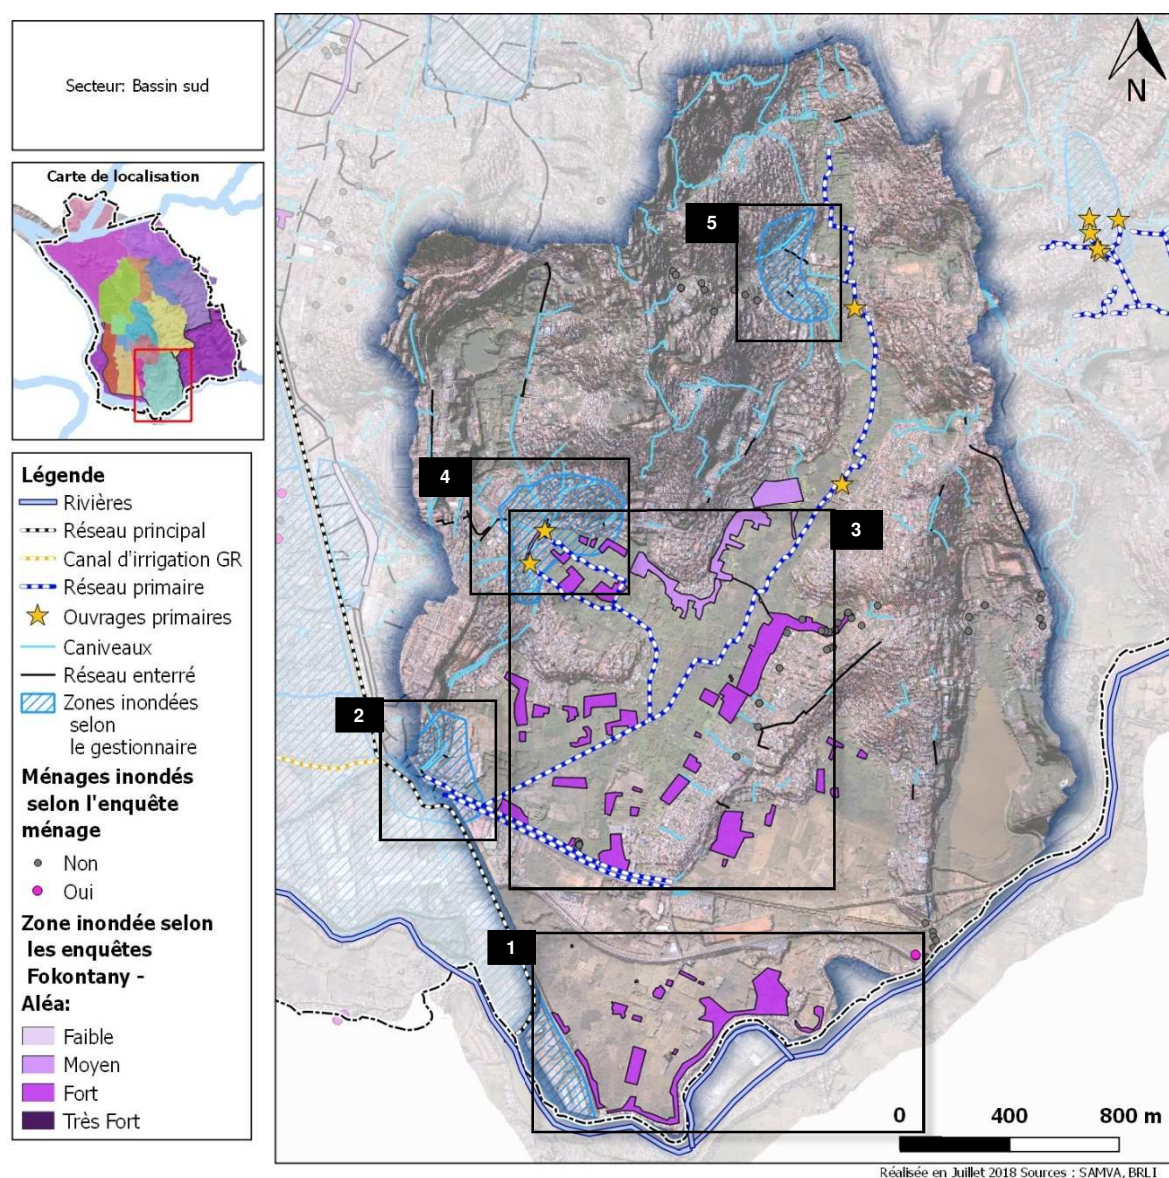 Secteur: Bassin sud
Carte de localisation
Légende
Rivières
Réseau principal
Canal d'irrigation GR
Réseau primaire
Ouvrages primaires
Caniveaux
Réseau enterré
Zones inondées
selon
le gestionnaire
Ménages inondés
selon l'enquête
ménage
Non
Oui
Zone inondée selon
les enquêtes
Fokontany -
Aléa:
Faible
Moyen
Fort
Très Fort
N
5
4
3
2
1
0 400 800 m
Réalisée en Juillet 2018 Sources : SAMVA, BRLI